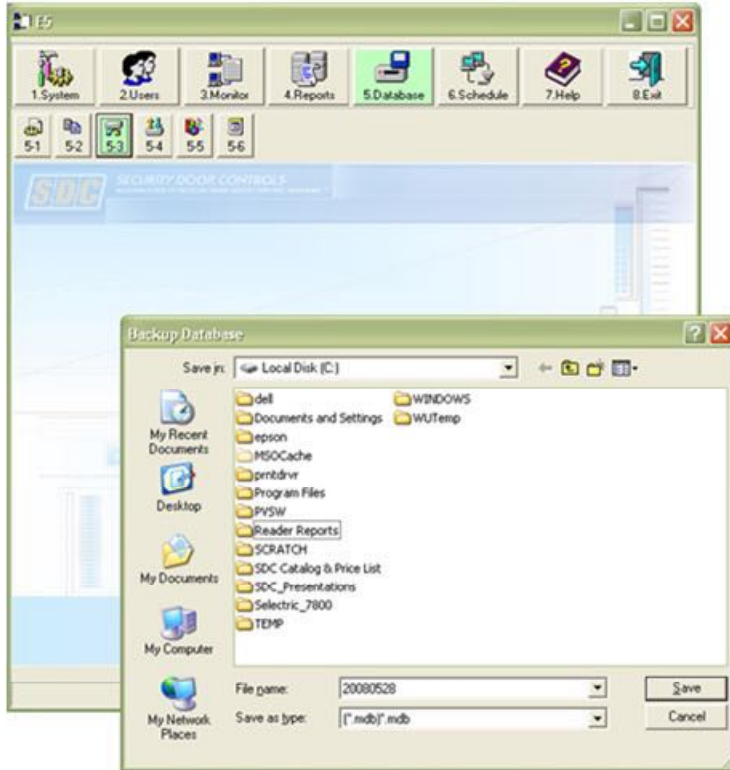 E5
1.System 2.Users 3.Monitor 4.Reports 5.Database 6.Schedule 7.Help 8.Exit
5-1 5-2 5-3 5-4 5-5 5-6
SDC SECURITY DOOR CONTROLS
Backup Database
Save in: Local Disk (C:)
My Recent Documents
Desktop
My Documents
My Computer
My Network Places
dell
Documents and Settings
epson
MSOCache
prntdrvr
Program Files
PVSW
Reader Reports
SCRATCH
SDC Catalog & Price List
SDC_Presentations
Selectric_7800
TEMP
WINDOWS
WUTemp
File name: 20080528 Save
Save as type: (*.mdb)*.mdb Cancel